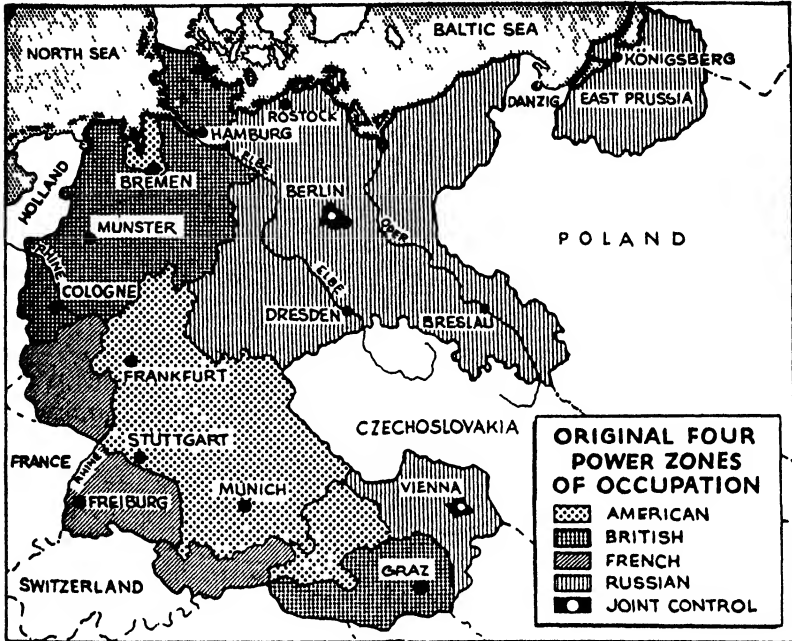 NORTH SEA
BALTIC SEA
KÖNIGSBERG
DANZIG
EAST PRUSSIA
ROSTOCK
HAMBURG
ELBE
HOLLAND
BREMEN
BERLIN
MUNSTER
ODER
POLAND
RHINE
COLOGNE
ELBE
DRESDEN
BRESLAU
FRANKFURT
CZECHOSLOVAKIA
STUTTGART
FRANCE
RHINE
FREIBURG
MUNICH
VIENNA
SWITZERLAND
GRAZ
ORIGINAL FOUR
POWER ZONES
OF OCCUPATION
AMERICAN
BRITISH
FRENCH
RUSSIAN
JOINT CONTROL